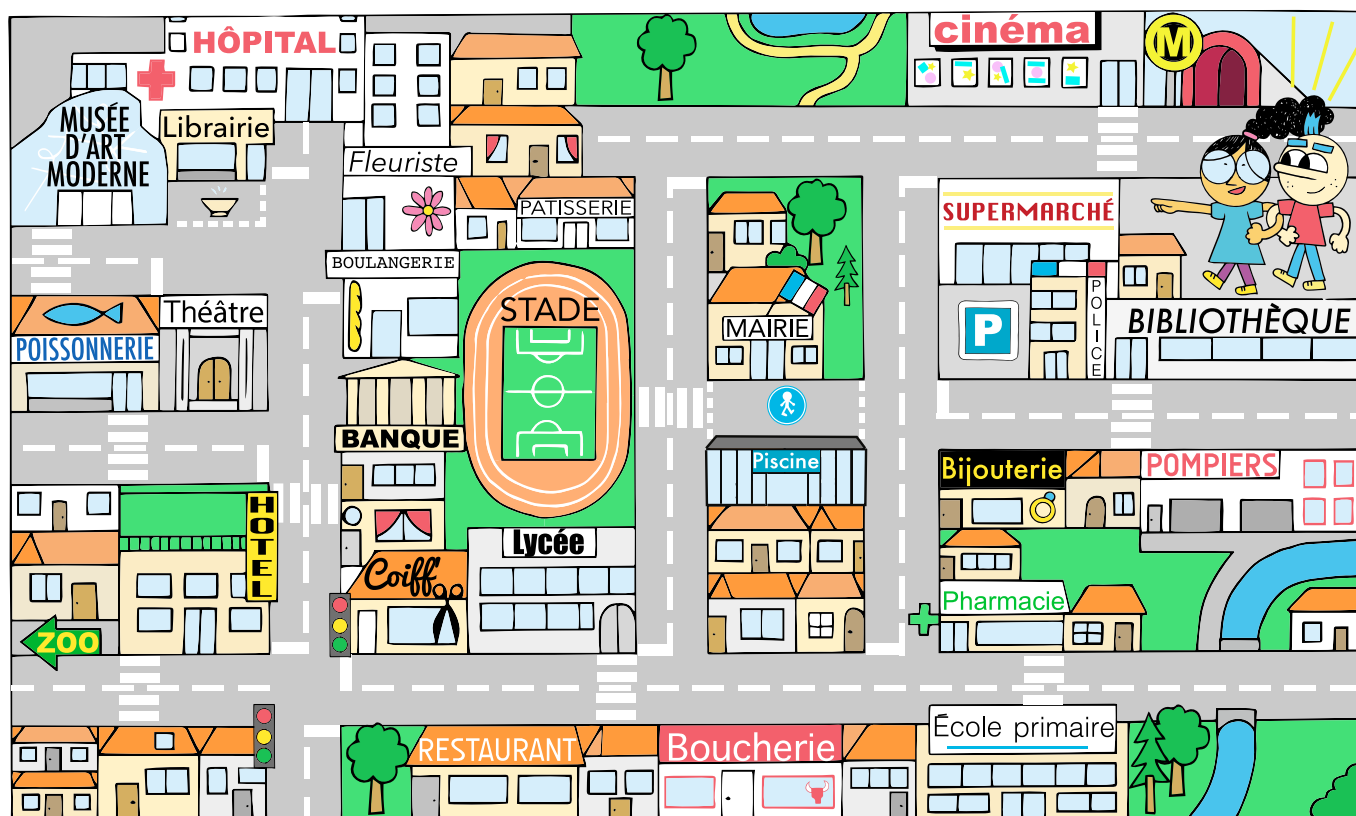 HÔPITAL
cinéma
M
MUSÉE
D'ART
MODERNE
Librairie
Fleuriste
PATISSERIE
SUPERMARCHÉ
BOULANGERIE
STADE
MAIRIE
P
POLICE
BIBLIOTHÈQUE
POISSONNERIE
Théâtre
BANQUE
Piscine
Bijouterie
POMPIERS
HOTEL
Lycée
Coiff'
Pharmacie
ZOO
RESTAURANT
Boucherie
École primaire